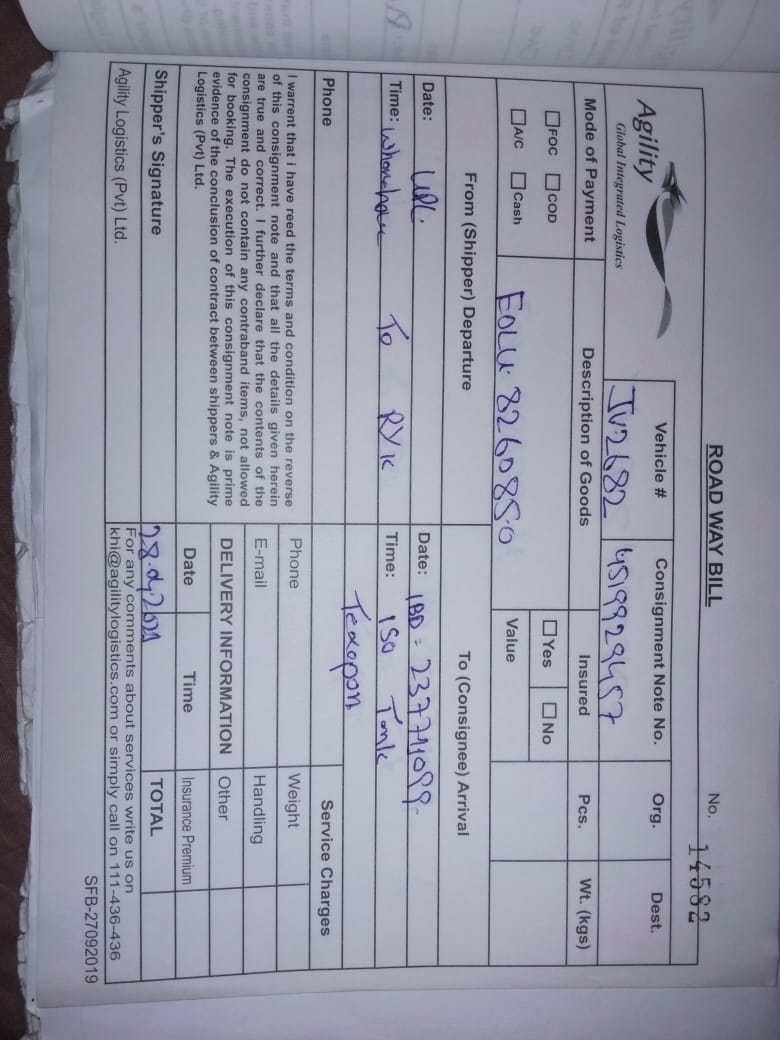 ROAD WAY BILL
No. 14582
Agility
Global Integrated Logistics
Vehicle #
JV2682
Consignment Note No.
4519929457
Org.
Dest.
Mode of Payment
FOC COD
A/C Cash
Description of Goods
EOLU. 8260850
Insured
Yes No
Value
Pcs.
Wt. (kgs)
From (Shipper) Departure
To (Consignee) Arrival
Date: UPL.
Date: IBD = 237711099.
Time: To RYK
Time: ISO Tank
Texapon
Phone
Service Charges
I warrent that i have reed the terms and condition on the reverse
of this consignment note and that all the details given herein
are true and correct. I further declare that the contents of the
consignment do not contain any contraband items, not allowed
for booking. The execution of this consignment note is prime
evidence of the conclusion of contract between shippers & Agility
Logistics (Pvt) Ltd.
Phone
Weight
E-mail
Handling
DELIVERY INFORMATION
Other
Date Time
Insurance Premium
Shipper's Signature
28.04.2021
TOTAL
Agility Logistics (Pvt) Ltd.
For any comments about services write us on
khi@agilitylogistics.com or simply call on 111-436-436
SFB-27092019